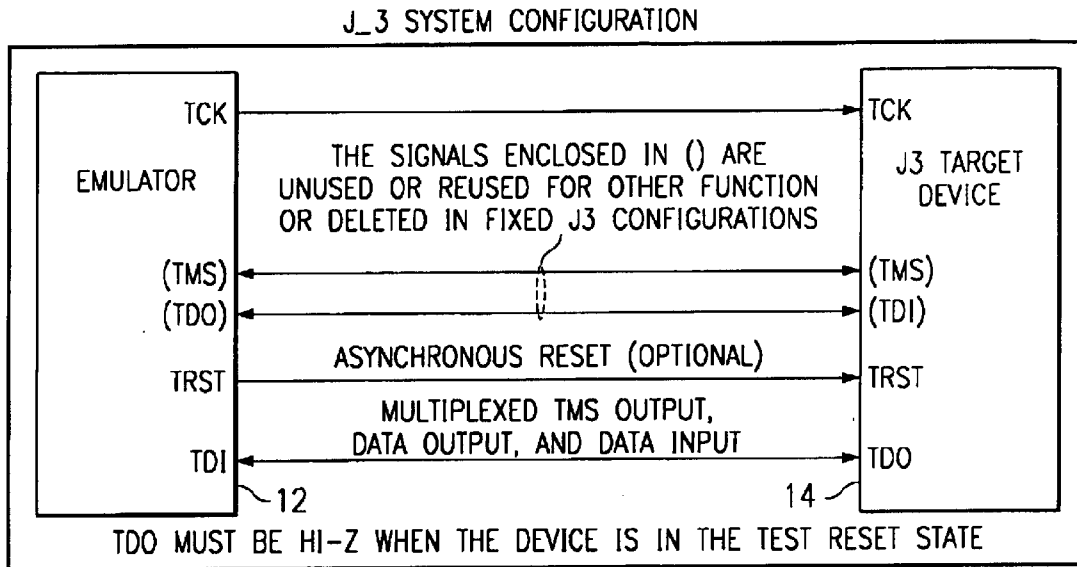 J_3 SYSTEM CONFIGURATION
TCK
TCK
THE SIGNALS ENCLOSED IN () ARE
UNUSED OR REUSED FOR OTHER FUNCTION
OR DELETED IN FIXED J3 CONFIGURATIONS
EMULATOR
J3 TARGET
DEVICE
(TMS)
(TMS)
(TDO)
(TDI)
ASYNCHRONOUS RESET (OPTIONAL)
TRST
TRST
MULTIPLEXED TMS OUTPUT,
DATA OUTPUT, AND DATA INPUT
TDI
TDO
12
14
TDO MUST BE HI-Z WHEN THE DEVICE IS IN THE TEST RESET STATE